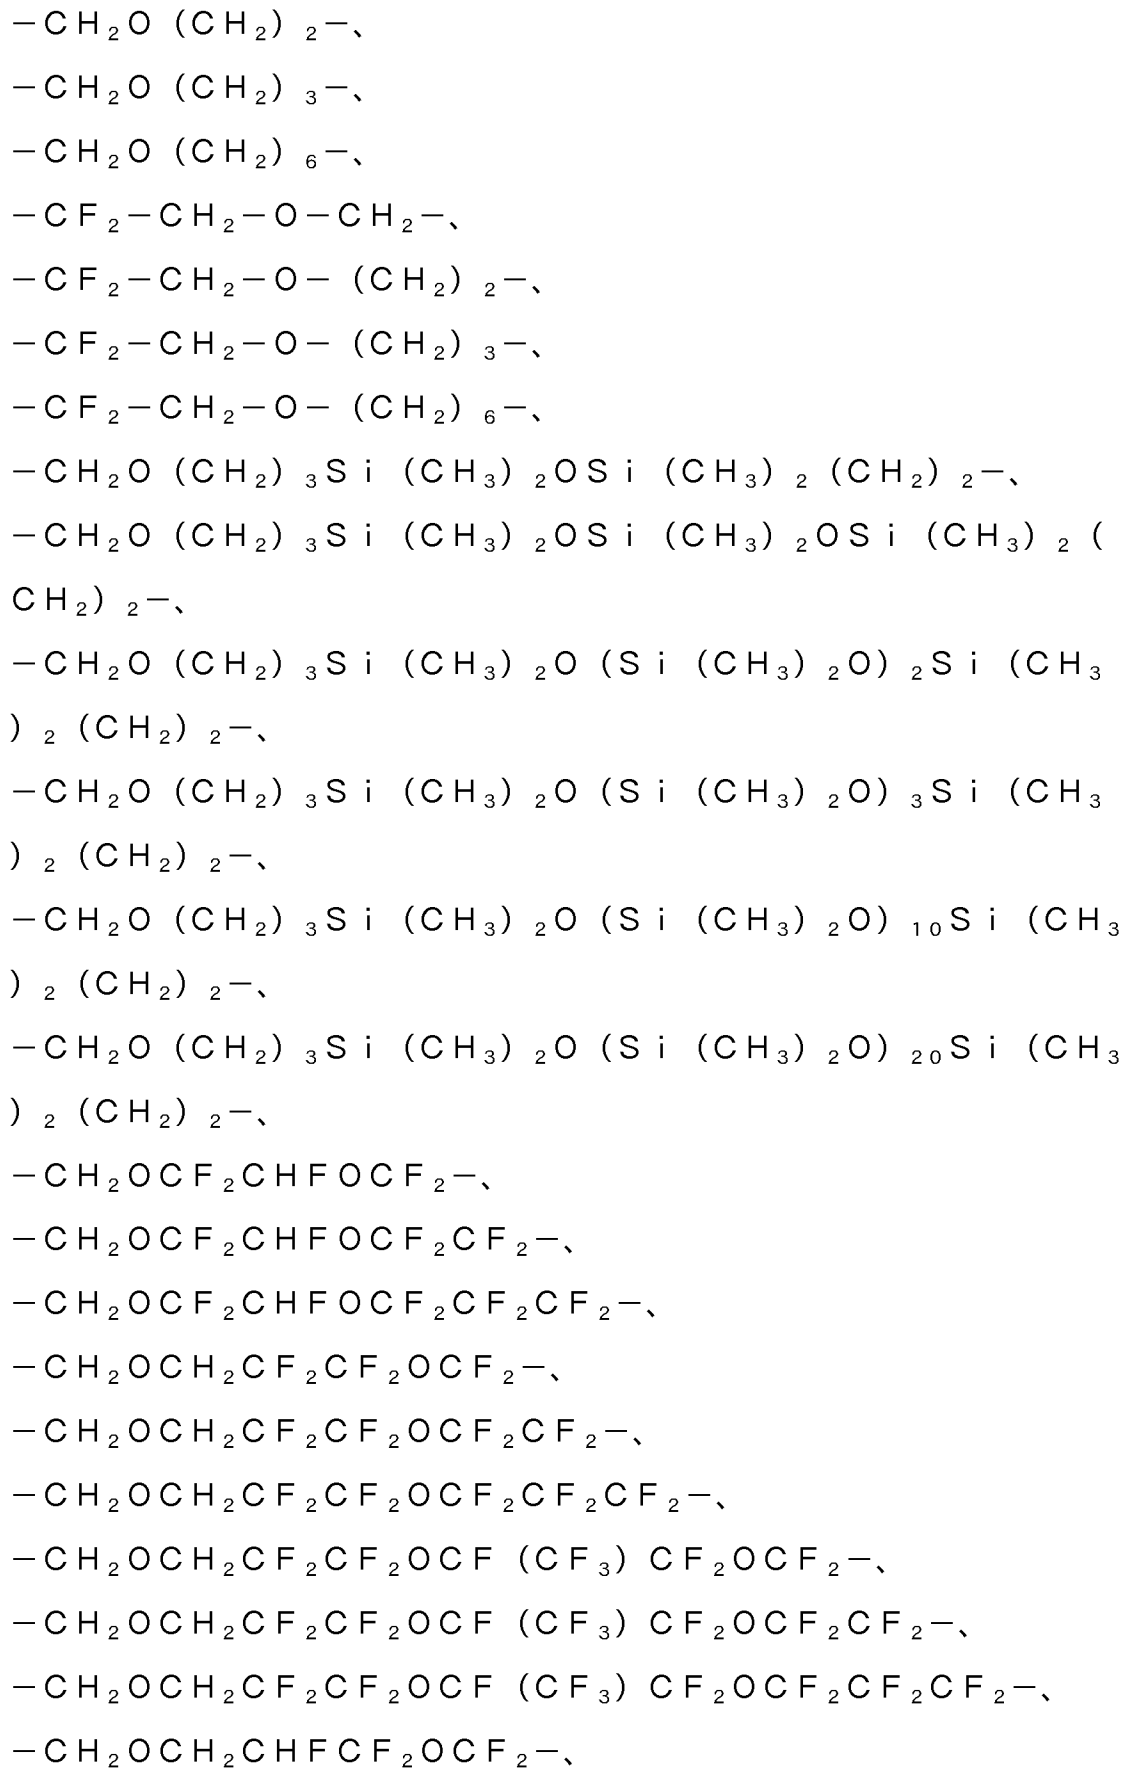 －ＣＨ₂Ｏ（ＣＨ₂）₂－、
－ＣＨ₂Ｏ（ＣＨ₂）₃－、
－ＣＨ₂Ｏ（ＣＨ₂）₆－、
－ＣＦ₂－ＣＨ₂－Ｏ－ＣＨ₂－、
－ＣＦ₂－ＣＨ₂－Ｏ－（ＣＨ₂）₂－、
－ＣＦ₂－ＣＨ₂－Ｏ－（ＣＨ₂）₃－、
－ＣＦ₂－ＣＨ₂－Ｏ－（ＣＨ₂）₆－、
－ＣＨ₂Ｏ（ＣＨ₂）₃Ｓｉ（ＣＨ₃）₂ＯＳｉ（ＣＨ₃）₂（ＣＨ₂）₂－、
－ＣＨ₂Ｏ（ＣＨ₂）₃Ｓｉ（ＣＨ₃）₂ＯＳｉ（ＣＨ₃）₂ＯＳｉ（ＣＨ₃）₂（
ＣＨ₂）₂－、
－ＣＨ₂Ｏ（ＣＨ₂）₃Ｓｉ（ＣＨ₃）₂Ｏ（Ｓｉ（ＣＨ₃）₂Ｏ）₂Ｓｉ（ＣＨ₃
）₂（ＣＨ₂）₂－、
－ＣＨ₂Ｏ（ＣＨ₂）₃Ｓｉ（ＣＨ₃）₂Ｏ（Ｓｉ（ＣＨ₃）₂Ｏ）₃Ｓｉ（ＣＨ₃
）₂（ＣＨ₂）₂－、
－ＣＨ₂Ｏ（ＣＨ₂）₃Ｓｉ（ＣＨ₃）₂Ｏ（Ｓｉ（ＣＨ₃）₂Ｏ）₁₀Ｓｉ（ＣＨ₃
）₂（ＣＨ₂）₂－、
－ＣＨ₂Ｏ（ＣＨ₂）₃Ｓｉ（ＣＨ₃）₂Ｏ（Ｓｉ（ＣＨ₃）₂Ｏ）₂₀Ｓｉ（ＣＨ₃
）₂（ＣＨ₂）₂－、
－ＣＨ₂ＯＣＦ₂ＣＨＦＯＣＦ₂－、
－ＣＨ₂ＯＣＦ₂ＣＨＦＯＣＦ₂ＣＦ₂－、
－ＣＨ₂ＯＣＦ₂ＣＨＦＯＣＦ₂ＣＦ₂ＣＦ₂－、
－ＣＨ₂ＯＣＨ₂ＣＦ₂ＣＦ₂ＯＣＦ₂－、
－ＣＨ₂ＯＣＨ₂ＣＦ₂ＣＦ₂ＯＣＦ₂ＣＦ₂－、
－ＣＨ₂ＯＣＨ₂ＣＦ₂ＣＦ₂ＯＣＦ₂ＣＦ₂ＣＦ₂－、
－ＣＨ₂ＯＣＨ₂ＣＦ₂ＣＦ₂ＯＣＦ（ＣＦ₃）ＣＦ₂ＯＣＦ₂－、
－ＣＨ₂ＯＣＨ₂ＣＦ₂ＣＦ₂ＯＣＦ（ＣＦ₃）ＣＦ₂ＯＣＦ₂ＣＦ₂－、
－ＣＨ₂ＯＣＨ₂ＣＦ₂ＣＦ₂ＯＣＦ（ＣＦ₃）ＣＦ₂ＯＣＦ₂ＣＦ₂ＣＦ₂－、
－ＣＨ₂ＯＣＨ₂ＣＨＦＣＦ₂ＯＣＦ₂－、